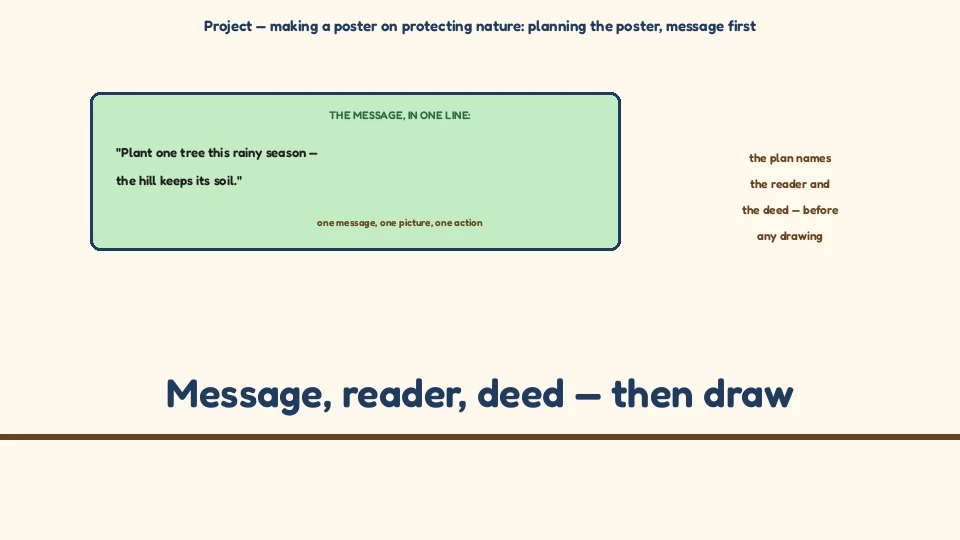 Project — making a poster on protecting nature: planning the poster, message first
THE MESSAGE, IN ONE LINE:
"Plant one tree this rainy season —
the hill keeps its soil."
one message, one picture, one action
the plan names
the reader and
the deed — before
any drawing
Message, reader, deed — then draw